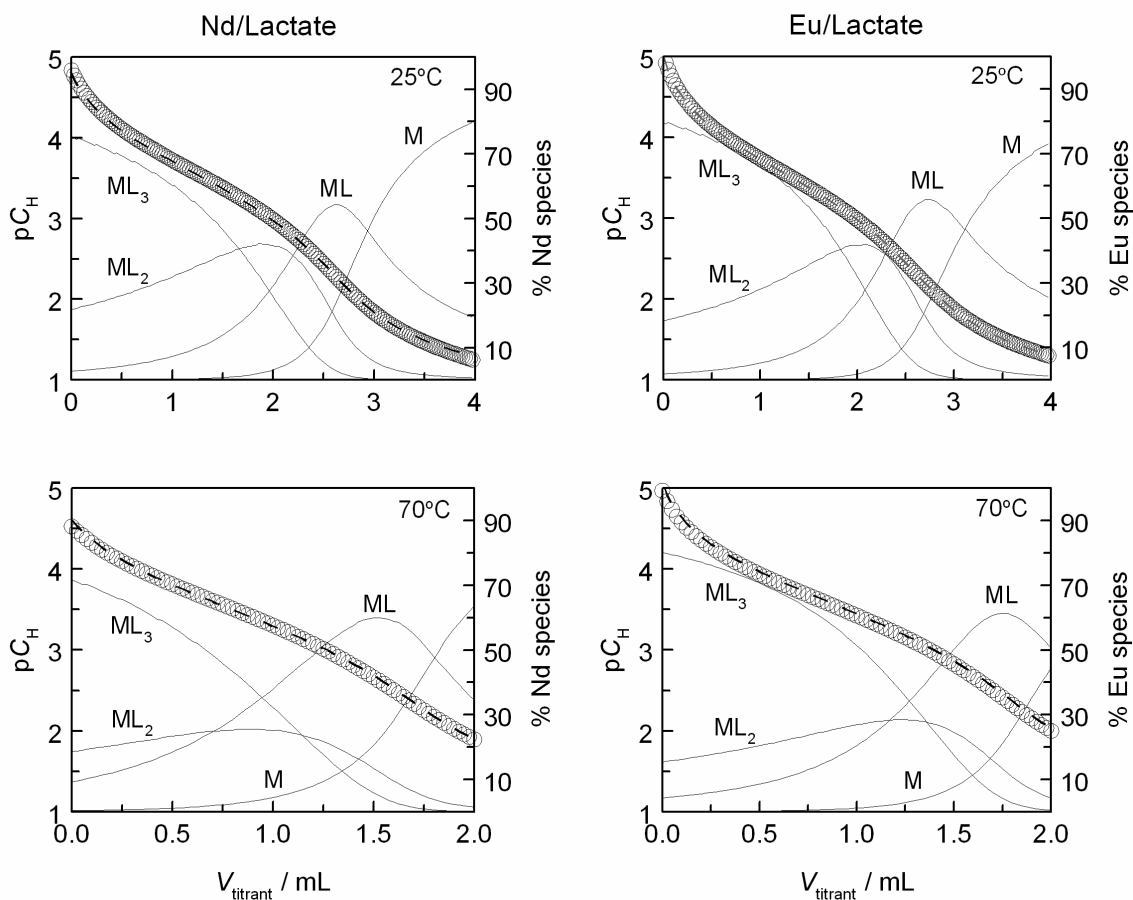 Nd/Lactate
5
4
3
2
1
pCH
0 1 2 3 4
25ºC
ML3
ML2
ML
M
90
70
50
30
10
% Nd species
Eu/Lactate
5
4
3
2
1
pCH
0 1 2 3 4
25ºC
ML3
ML2
ML
M
90
70
50
30
10
% Eu species
5
4
3
2
1
pCH
0.0 0.5 1.0 1.5 2.0
70ºC
ML3
ML2
ML
M
90
70
50
30
10
% Nd species
Vtitrant / mL
5
4
3
2
1
pCH
0.0 0.5 1.0 1.5 2.0
70ºC
ML3
ML2
ML
M
90
70
50
30
10
% Eu species
Vtitrant / mL